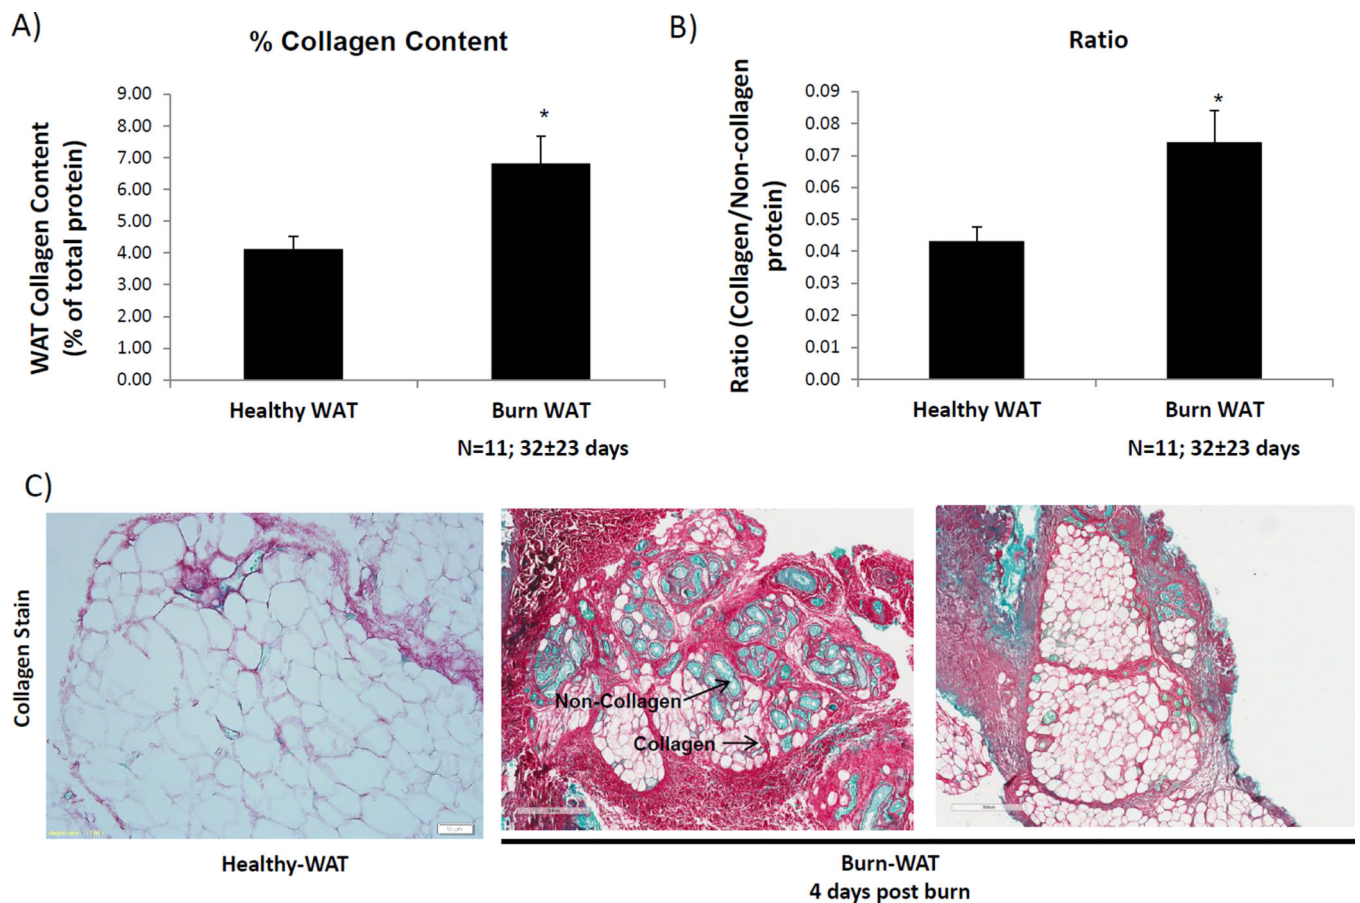 A)
% Collagen Content
WAT Collagen Content
(% of total protein)
9.00
8.00
7.00
6.00
5.00
4.00
3.00
2.00
1.00
0.00
*
Healthy WAT
Burn WAT
N=11; 32±23 days
B)
Ratio
Ratio (Collagen/Non-collagen
protein)
0.09
0.08
0.07
0.06
0.05
0.04
0.03
0.02
0.01
0.00
*
Healthy WAT
Burn WAT
N=11; 32±23 days
C)
Collagen Stain
50 µm
Non-Collagen
Collagen
Healthy-WAT
Burn-WAT
4 days post burn